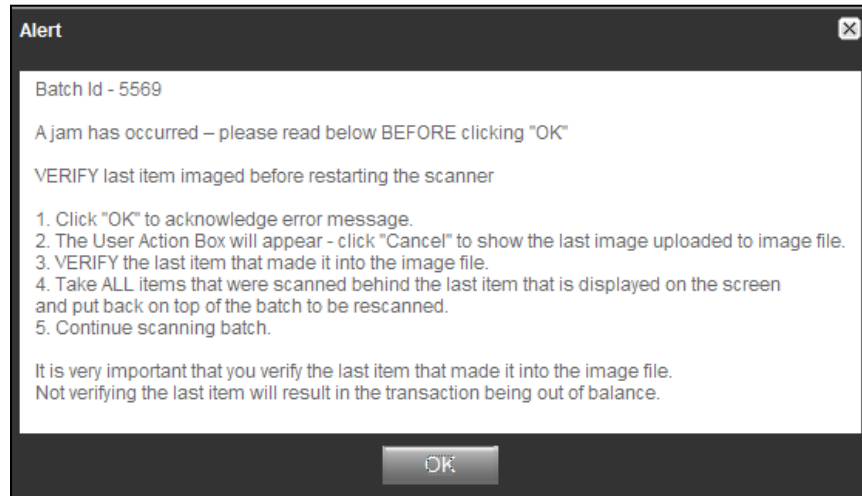 Alert
Batch Id - 5569
A jam has occurred – please read below BEFORE clicking "OK"
VERIFY last item imaged before restarting the scanner
1. Click "OK" to acknowledge error message.
2. The User Action Box will appear - click "Cancel" to show the last image uploaded to image file.
3. VERIFY the last item that made it into the image file.
4. Take ALL items that were scanned behind the last item that is displayed on the screen
and put back on top of the batch to be rescanned.
5. Continue scanning batch.
It is very important that you verify the last item that made it into the image file.
Not verifying the last item will result in the transaction being out of balance.
OK